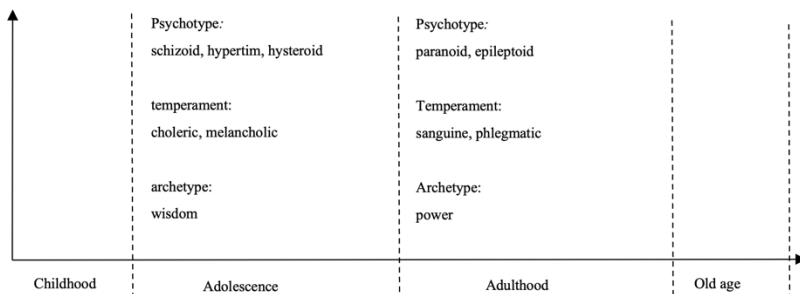 Psychotype:
schizoid, hypertim, hysteroid
temperament:
choleric, melancholic
archetype:
wisdom
Psychotype:
paranoid, epileptoid
Temperament:
sanguine, phlegmatic
Archetype:
power
Childhood
Adolescence
Adulthood
Old age